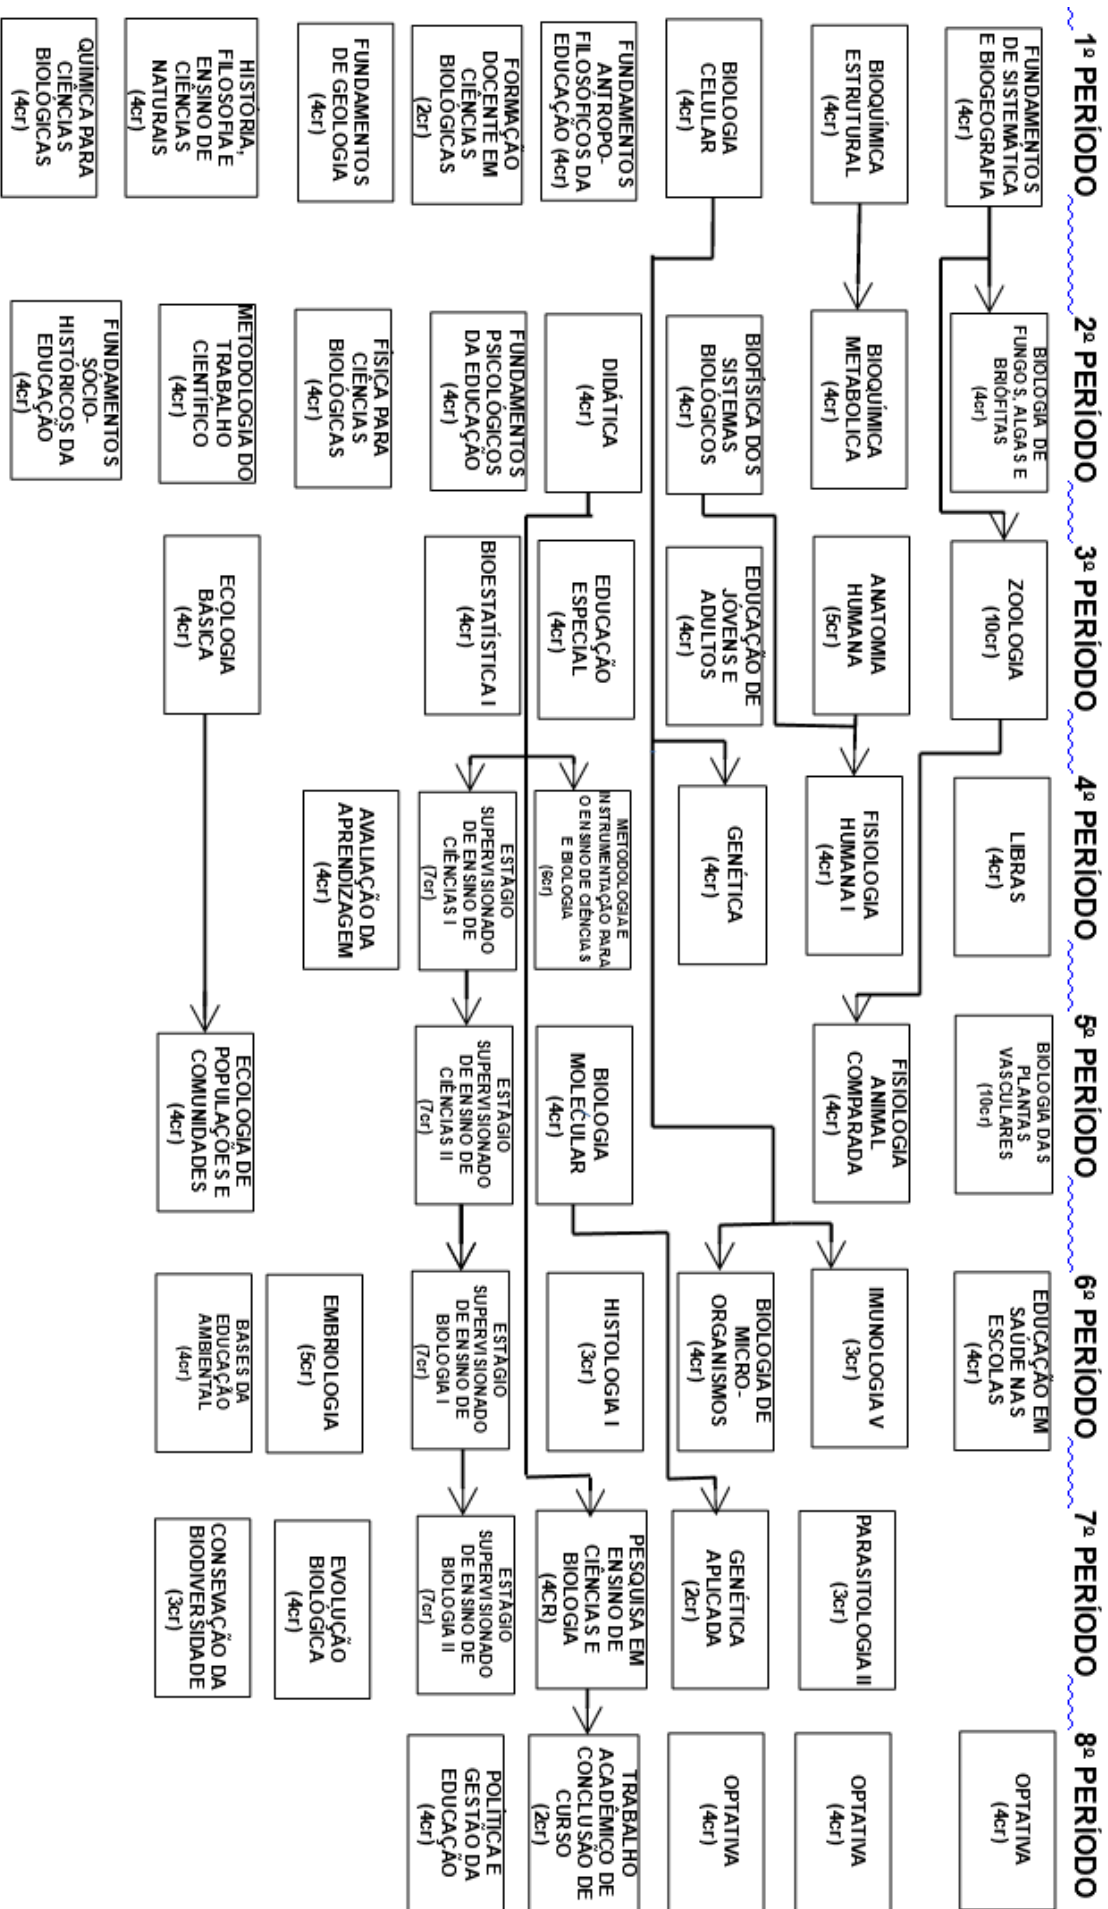 1º PERÍODO
FUNDAMENTOS
DE SISTEMÁTICA
E BIOGEOGRAFIA
(4cr)
BIOQUÍMICA
ESTRUTURAL
(4cr)
BIOLOGIA
CELULAR
(4cr)
FUNDAMENTOS
ANTROPO-
FILOSÓFICOS DA
EDUCAÇÃO (4cr)
FORMAÇÃO
DOCENTE EM
CIÊNCIAS
BIOLÓGICAS
(2cr)
FUNDAMENTOS
DE GEOLOGIA
(4cr)
HISTÓRIA,
FILOSOFIA E
ENSINO DE
CIÊNCIAS
NATURAIS
(4cr)
QUÍMICA PARA
CIÊNCIAS
BIOLÓGICAS
(4cr)
2º PERÍODO
BIOLOGIA DE
FUNGOS, ALGAS E
BRIÓFITAS
(4cr)
BIOQUÍMICA
METABOLICA
(4cr)
BIOFÍSICA DOS
SISTEMAS
BIOLÓGICOS
(4cr)
DIDÁTICA
(4cr)
FUNDAMENTOS
PSICOLÓGICOS
DA EDUCAÇÃO
(4cr)
FÍSICA PARA
CIÊNCIAS
BIOLÓGICAS
(4cr)
METODOLOGIA DO
TRABALHO
CIENTÍFICO
(4cr)
FUNDAMENTOS
SÓCIO-
HISTÓRICOS DA
EDUCAÇÃO
(4cr)
3º PERÍODO
ZOOLOGIA
(10cr)
ANATOMIA
HUMANA
(5cr)
EDUCAÇÃO DE
JÓVENS E
ADULTOS
(4cr)
EDUCAÇÃO
ESPECIAL
(4cr)
BIOESTATÍSTICA I
(4cr)
ECOLOGIA
BÁSICA
(4cr)
4º PERÍODO
LIBRAS
(4cr)
FISIOLOGIA
HUMANA I
(4cr)
GENÉTICA
(4cr)
METODOLOGIA E
INSTRUMENTAÇÃO PARA
O ENSINO DE CIÊNCIAS
E BIOLOGIA
(6cr)
ESTÁGIO
SUPERVISIONADO
DE ENSINO DE
CIÊNCIAS I
(7cr)
AVALIAÇÃO DA
APRENDIZAGEM
(4cr)
5º PERÍODO
BIOLOGIA DAS
PLANTAS
VASCULARES
(10cr)
FISIOLOGIA
ANIMAL
COMPARADA
(4cr)
BIOLOGIA
MOLECULAR
(4cr)
ESTÁGIO
SUPERVISIONADO
DE ENSINO DE
CIÊNCIAS II
(7cr)
ECOLOGIA DE
POPULAÇÕES E
COMUNIDADES
(4cr)
6º PERÍODO
EDUCAÇÃO EM
SAÚDE NAS
ESCOLAS
(4cr)
IMUNOLOGIA V
(3cr)
BIOLOGIA DE
MICRO-
ORGANISMOS
(4cr)
HISTOLOGIA I
(3cr)
ESTÁGIO
SUPERVISIONADO
DE ENSINO DE
BIOLOGIA I
(7cr)
EMBRIOLOGIA
(5cr)
BASES DA
EDUCAÇÃO
AMBIENTAL
(4cr)
7º PERÍODO
PARASITOLOGIA II
(3cr)
GENÉTICA
APLICADA
(2cr)
PESQUISA EM
ENSINO DE
CIÊNCIAS E
BIOLOGIA
(4CR)
ESTÁGIO
SUPERVISIONADO
DE ENSINO DE
BIOLOGIA II
(7cr)
EVOLUÇÃO
BIOLÓGICA
(4cr)
CONSEVAÇÃO DA
BIODIVERSIDADE
(3cr)
8º PERÍODO
OPTATIVA
(4cr)
OPTATIVA
(4cr)
OPTATIVA
(4cr)
TRABALHO
ACADÊMICO DE
CONCLUSÃO DE
CURSO
(2cr)
POLÍTICA E
GESTÃO DA
EDUCAÇÃO
(4cr)